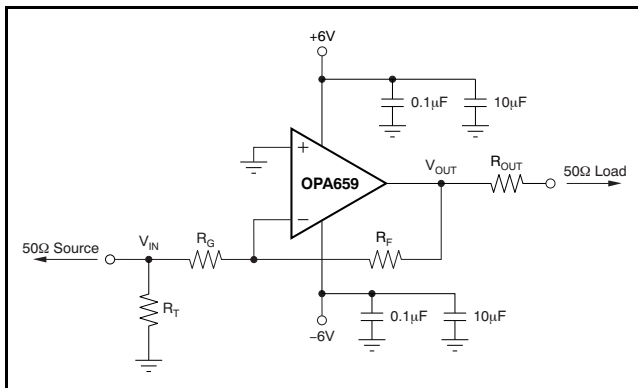 +6V
0.1μF
10μF
+
OPA659
−
V_OUT
R_OUT
50Ω Load
50Ω Source
V_IN
R_G
R_F
R_T
−6V
0.1μF
10μF